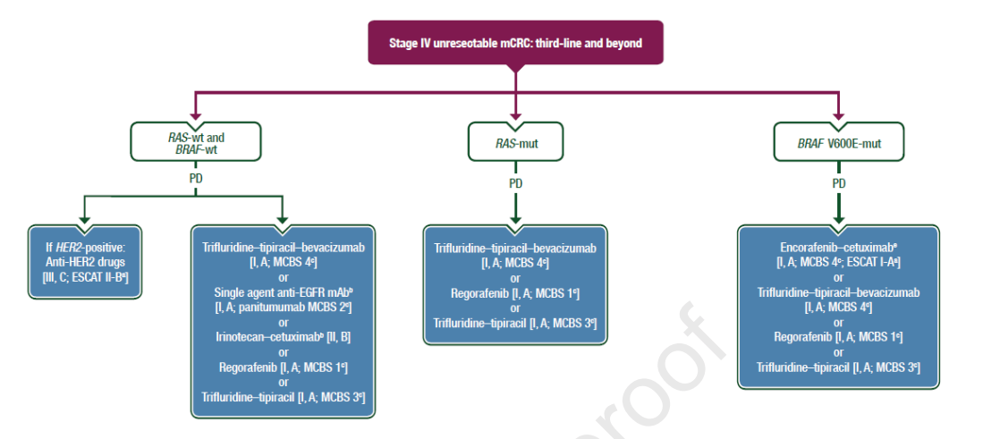 Stage IV unresectable mCRC: third-line and beyond
RAS-wt and
BRAF-wt
RAS-mut
BRAF V600E-mut
PD
PD
PD
If HER2-positive:
Anti-HER2 drugs
[III, C; ESCAT II-Bᵃ]
Trifluridine–tipiracil–bevacizumab
[I, A; MCBS 4ᶜ]
or
Single agent anti-EGFR mAbᵇ
[I, A; panitumumab MCBS 2ᶜ]
or
Irinotecan–cetuximabᵇ [II, B]
or
Regorafenib [I, A; MCBS 1ᶜ]
or
Trifluridine–tipiracil [I, A; MCBS 3ᶜ]
Trifluridine–tipiracil–bevacizumab
[I, A; MCBS 4ᶜ]
or
Regorafenib [I, A; MCBS 1ᶜ]
or
Trifluridine–tipiracil [I, A; MCBS 3ᶜ]
Encorafenib–cetuximabᵉ
[I, A; MCBS 4ᶜ; ESCAT I-Aᵃ]
or
Trifluridine–tipiracil–bevacizumab
[I, A; MCBS 4ᶜ]
or
Regorafenib [I, A; MCBS 1ᶜ]
or
Trifluridine–tipiracil [I, A; MCBS 3ᶜ]
proof